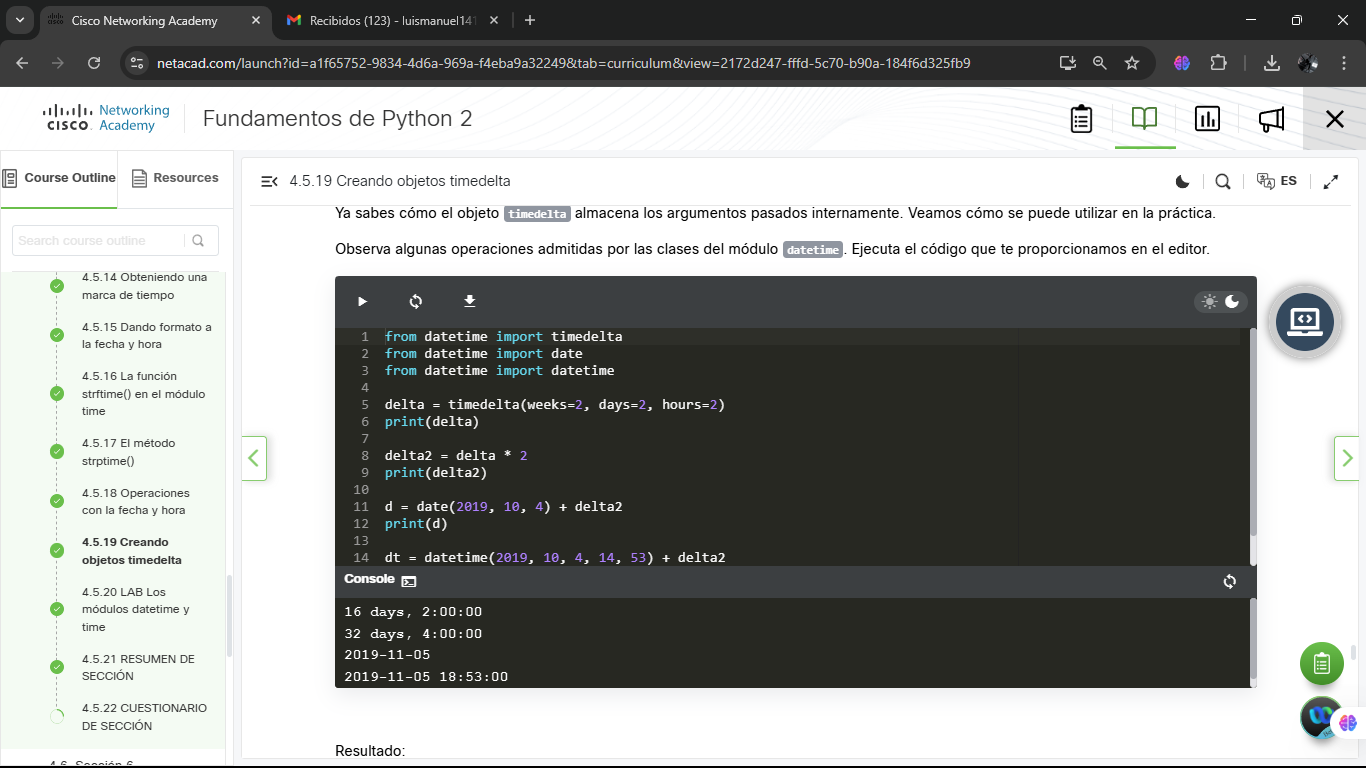 Cisco Networking Academy
Recibidos (123) - luismanuel141
netacad.com/launch?id=a1f65752-9834-4d6a-969a-f4eba9a32249&tab=curriculum&view=2172d247-fffd-5c70-b90a-184f6d325fb9
CISCO Networking Academy
Fundamentos de Python 2
Course Outline
Resources
Search course outline
4.5.14 Obteniendo una
marca de tiempo
4.5.15 Dando formato a
la fecha y hora
4.5.16 La función
strftime() en el módulo
time
4.5.17 El método
strptime()
4.5.18 Operaciones
con la fecha y hora
4.5.19 Creando
objetos timedelta
4.5.20 LAB Los
módulos datetime y
time
4.5.21 RESUMEN DE
SECCIÓN
4.5.22 CUESTIONARIO
DE SECCIÓN
4.6 Sección 6
4.5.19 Creando objetos timedelta
ES
Ya sabes cómo el objeto timedelta almacena los argumentos pasados internamente. Veamos cómo se puede utilizar en la práctica.
Observa algunas operaciones admitidas por las clases del módulo datetime. Ejecuta el código que te proporcionamos en el editor.
1 from datetime import timedelta
2 from datetime import date
3 from datetime import datetime
4
5 delta = timedelta(weeks=2, days=2, hours=2)
6 print(delta)
7
8 delta2 = delta * 2
9 print(delta2)
10
11 d = date(2019, 10, 4) + delta2
12 print(d)
13
14 dt = datetime(2019, 10, 4, 14, 53) + delta2
Console
16 days, 2:00:00
32 days, 4:00:00
2019-11-05
2019-11-05 18:53:00
Resultado: